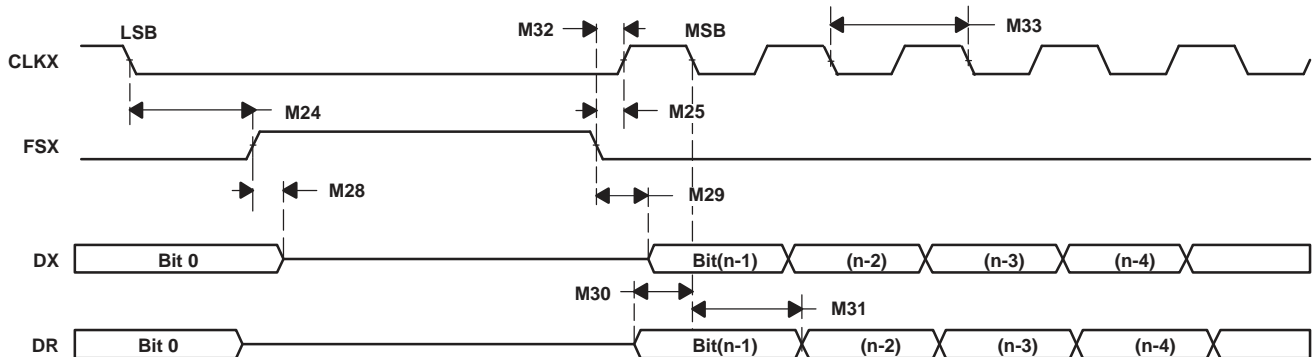 LSB
M32
MSB
M33
CLKX
M24
M25
FSX
M28
M29
DX
Bit 0
Bit(n-1)
(n-2)
(n-3)
(n-4)
M30
M31
DR
Bit 0
Bit(n-1)
(n-2)
(n-3)
(n-4)